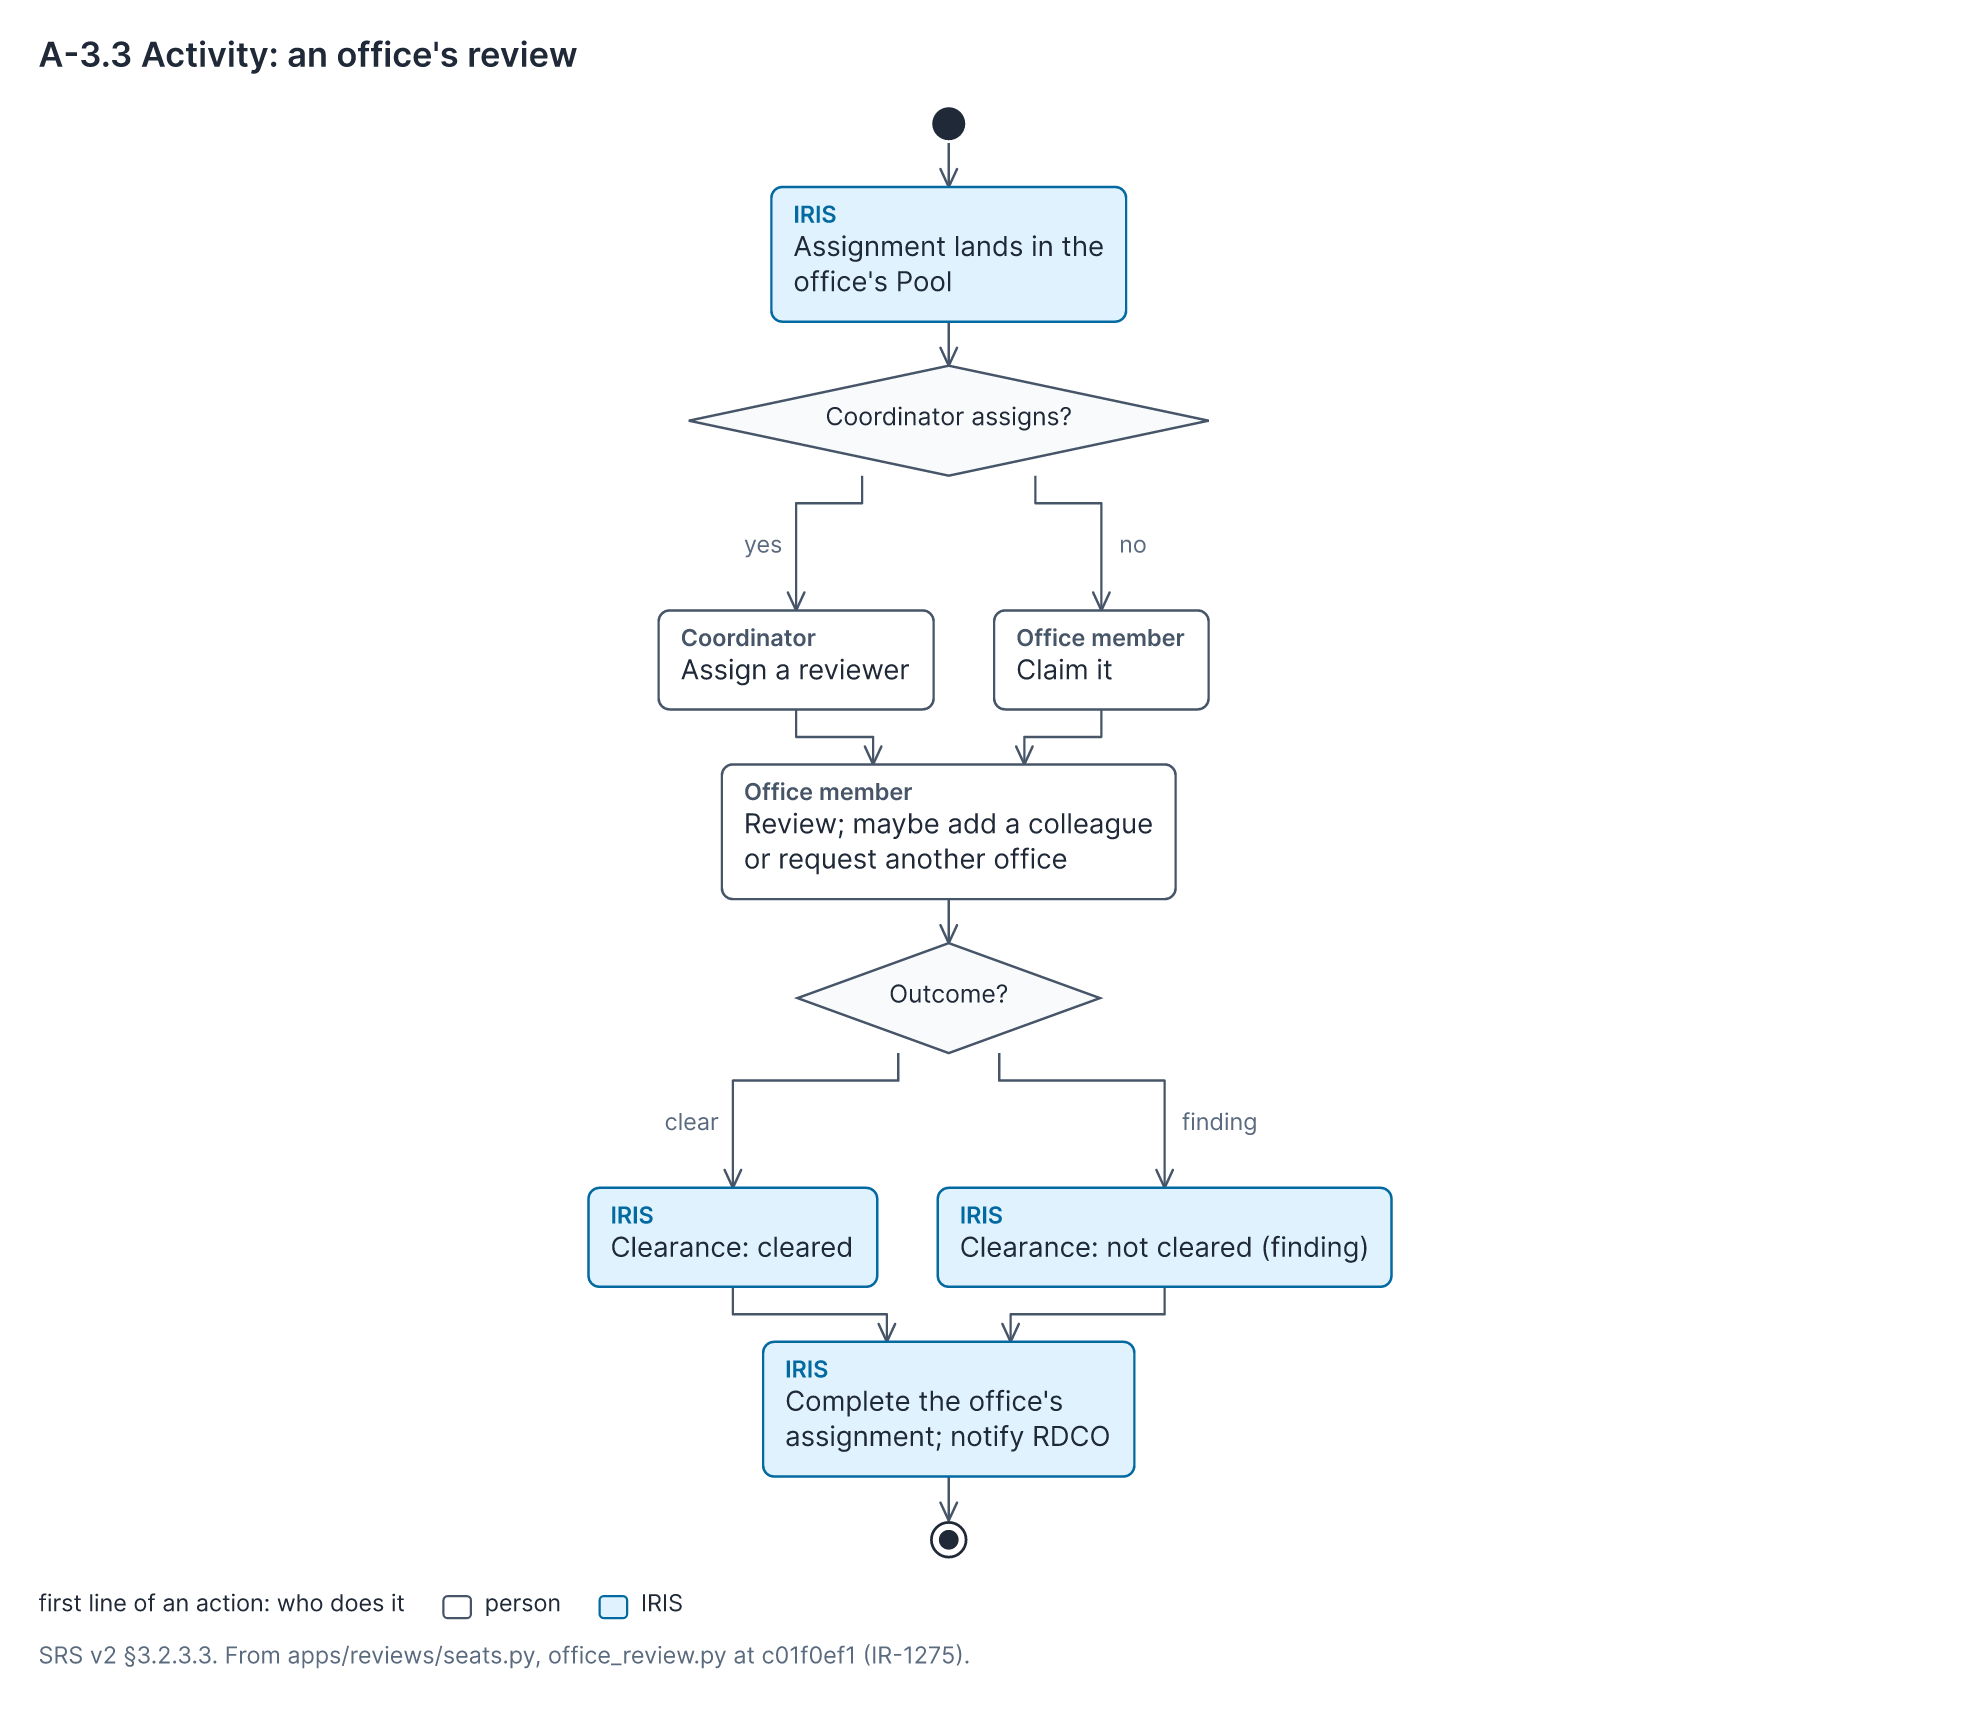 A-3.3 Activity: an office's review
IRIS
Assignment lands in the
office's Pool
Coordinator assigns?
yes
no
Coordinator
Assign a reviewer
Office member
Claim it
Office member
Review; maybe add a colleague
or request another office
Outcome?
clear
finding
IRIS
Clearance: cleared
IRIS
Clearance: not cleared (finding)
IRIS
Complete the office's
assignment; notify RDCO
first line of an action: who does it
person
IRIS
SRS v2 §3.2.3.3. From apps/reviews/seats.py, office_review.py at c01f0ef1 (IR-1275).